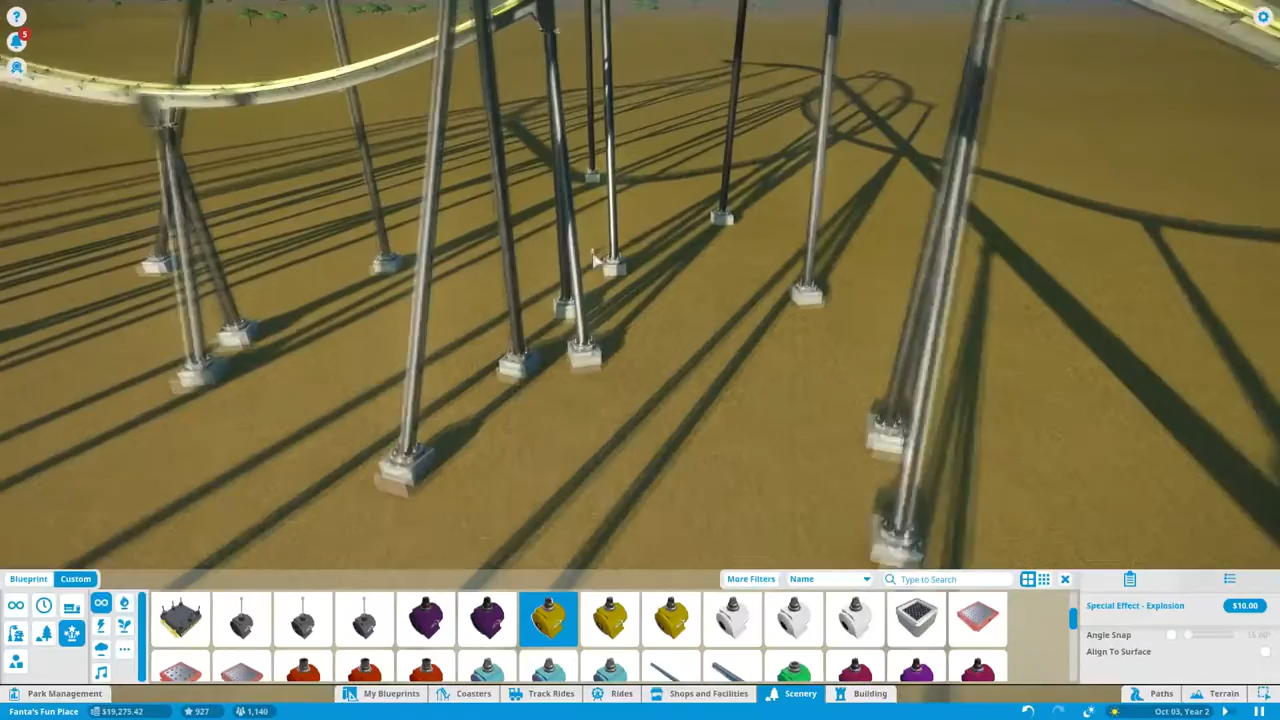 ?
5
Blueprint
Custom
More Filters
Name
Type to Search
Special Effect - Explosion
$10.00
Angle Snap
Align To Surface
Park Management
My Blueprints
Coasters
Track Rides
Rides
Shops and Facilities
Scenery
Building
Paths
Terrain
Fanta's Fun Place
$19,275.42
927
1,140
Oct 03, Year 2